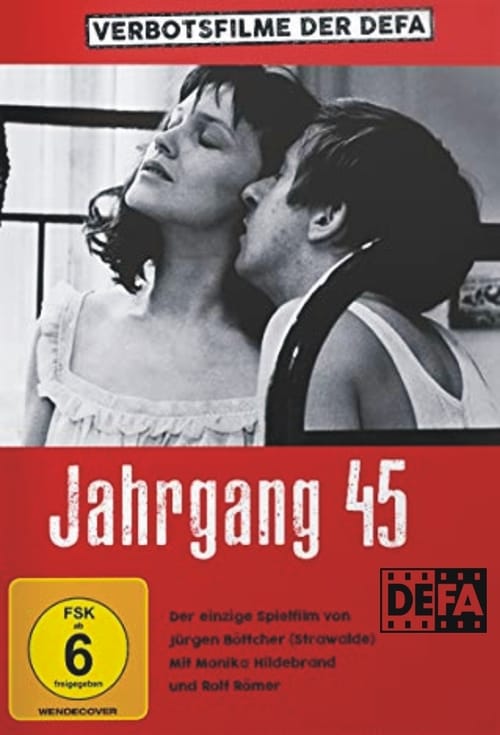 VERBOTSFILME DER DEFA
Jahrgang 45
DEFA
FSK
ab
6
freigegeben
WENDECOVER
Der einzige Spielfilm von
Jürgen Böttcher (Strawalde)
Mit Monika Hildebrand
und Rolf Römer